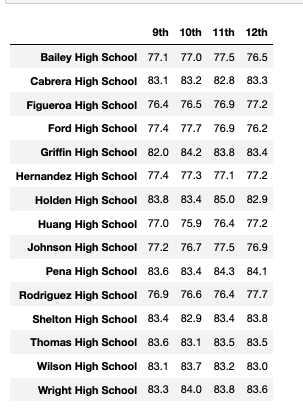 9th 10th 11th 12th
Bailey High School 77.1 77.0 77.5 76.5
Cabrera High School 83.1 83.2 82.8 83.3
Figueroa High School 76.4 76.5 76.9 77.2
Ford High School 77.4 77.7 76.9 76.2
Griffin High School 82.0 84.2 83.8 83.4
Hernandez High School 77.4 77.3 77.1 77.2
Holden High School 83.8 83.4 85.0 82.9
Huang High School 77.0 75.9 76.4 77.2
Johnson High School 77.2 76.7 77.5 76.9
Pena High School 83.6 83.4 84.3 84.1
Rodriguez High School 76.9 76.6 76.4 77.7
Shelton High School 83.4 82.9 83.4 83.8
Thomas High School 83.6 83.1 83.5 83.5
Wilson High School 83.1 83.7 83.2 83.0
Wright High School 83.3 84.0 83.8 83.6